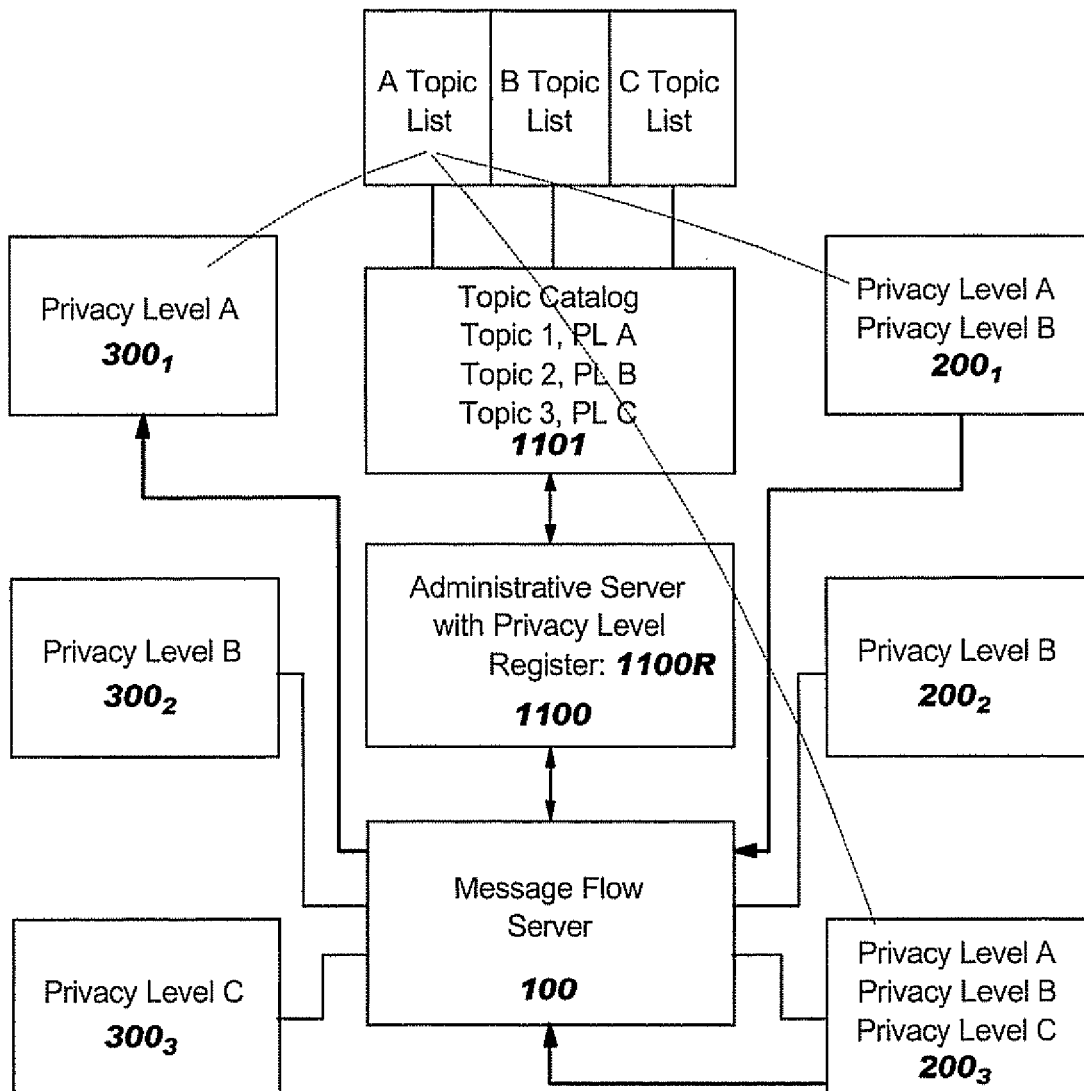 A Topic
List
B Topic
List
C Topic
List
Privacy Level A
300₁
Topic Catalog
Topic 1, PL A
Topic 2, PL B
Topic 3, PL C
1101
Privacy Level A
Privacy Level B
200₁
Privacy Level B
300₂
Administrative Server
with Privacy Level
Register: 1100R
1100
Privacy Level B
200₂
Privacy Level C
300₃
Message Flow
Server
100
Privacy Level A
Privacy Level B
Privacy Level C
200₃